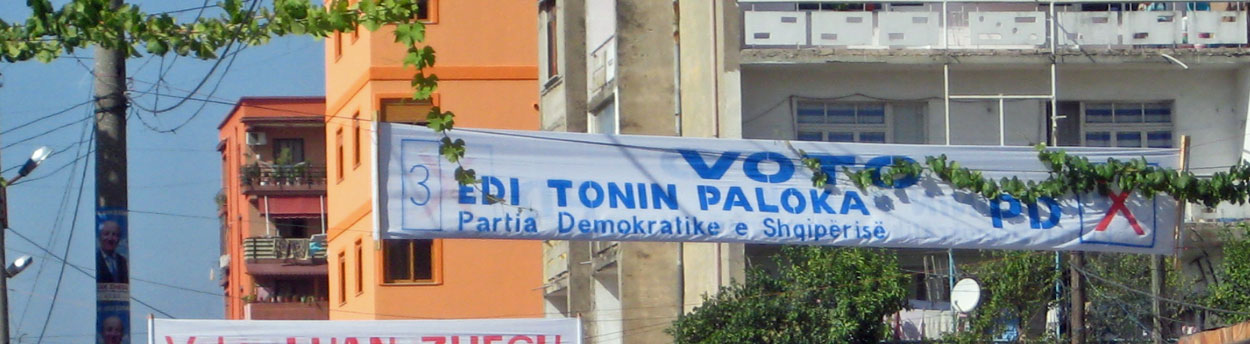 3
VOTO
EDI TONIN PALOKA
PD
X
Partia Demokratike e Shqipërisë